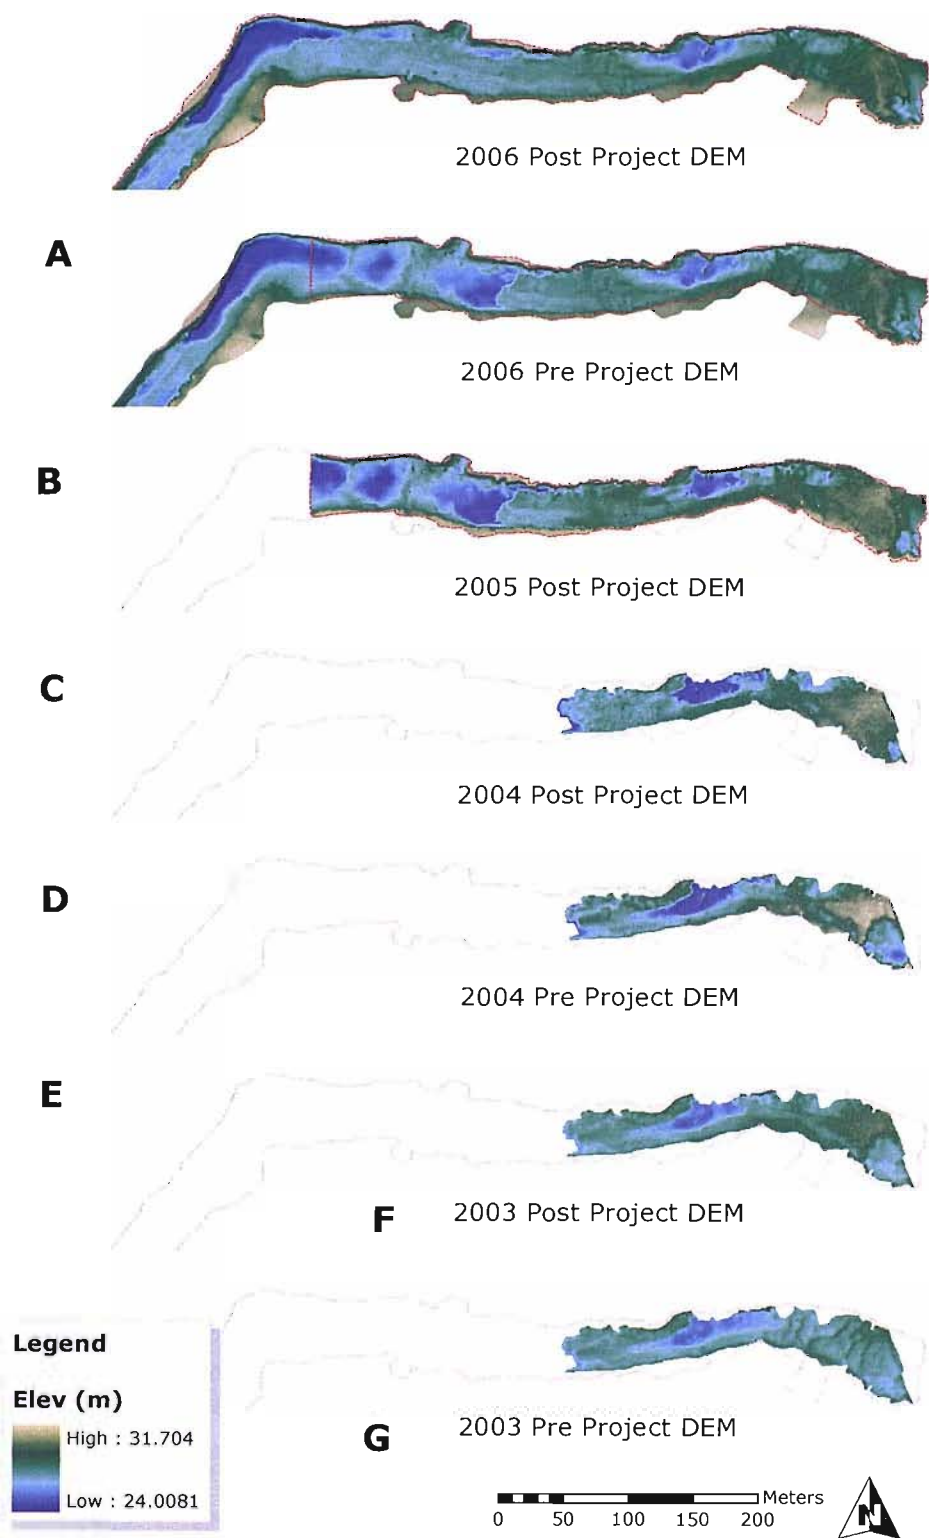 2006 Post Project DEM
A
2006 Pre Project DEM
B
2005 Post Project DEM
C
2004 Post Project DEM
D
2004 Pre Project DEM
E
F 2003 Post Project DEM
Legend
Elev (m)
High : 31.704
Low : 24.0081
G 2003 Pre Project DEM
Meters
0 50 100 150 200
N